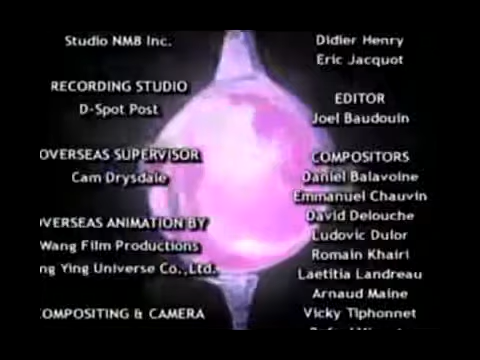 Studio NMB Inc.
RECORDING STUDIO
D-Spot Post
OVERSEAS SUPERVISOR
Cam Drysdale
OVERSEAS ANIMATION BY
Wang Film Productions
ng Ying Universe Co.,Ltd.
COMPOSITING & CAMERA
Didier Henry
Eric Jacquot
EDITOR
Joel Baudouin
COMPOSITORS
Daniel Balavoine
Emmanuel Chauvin
David Delouche
Ludovic Dulor
Romain Khairi
Laetitia Landreau
Arnaud Maine
Vicky Tiphonnet